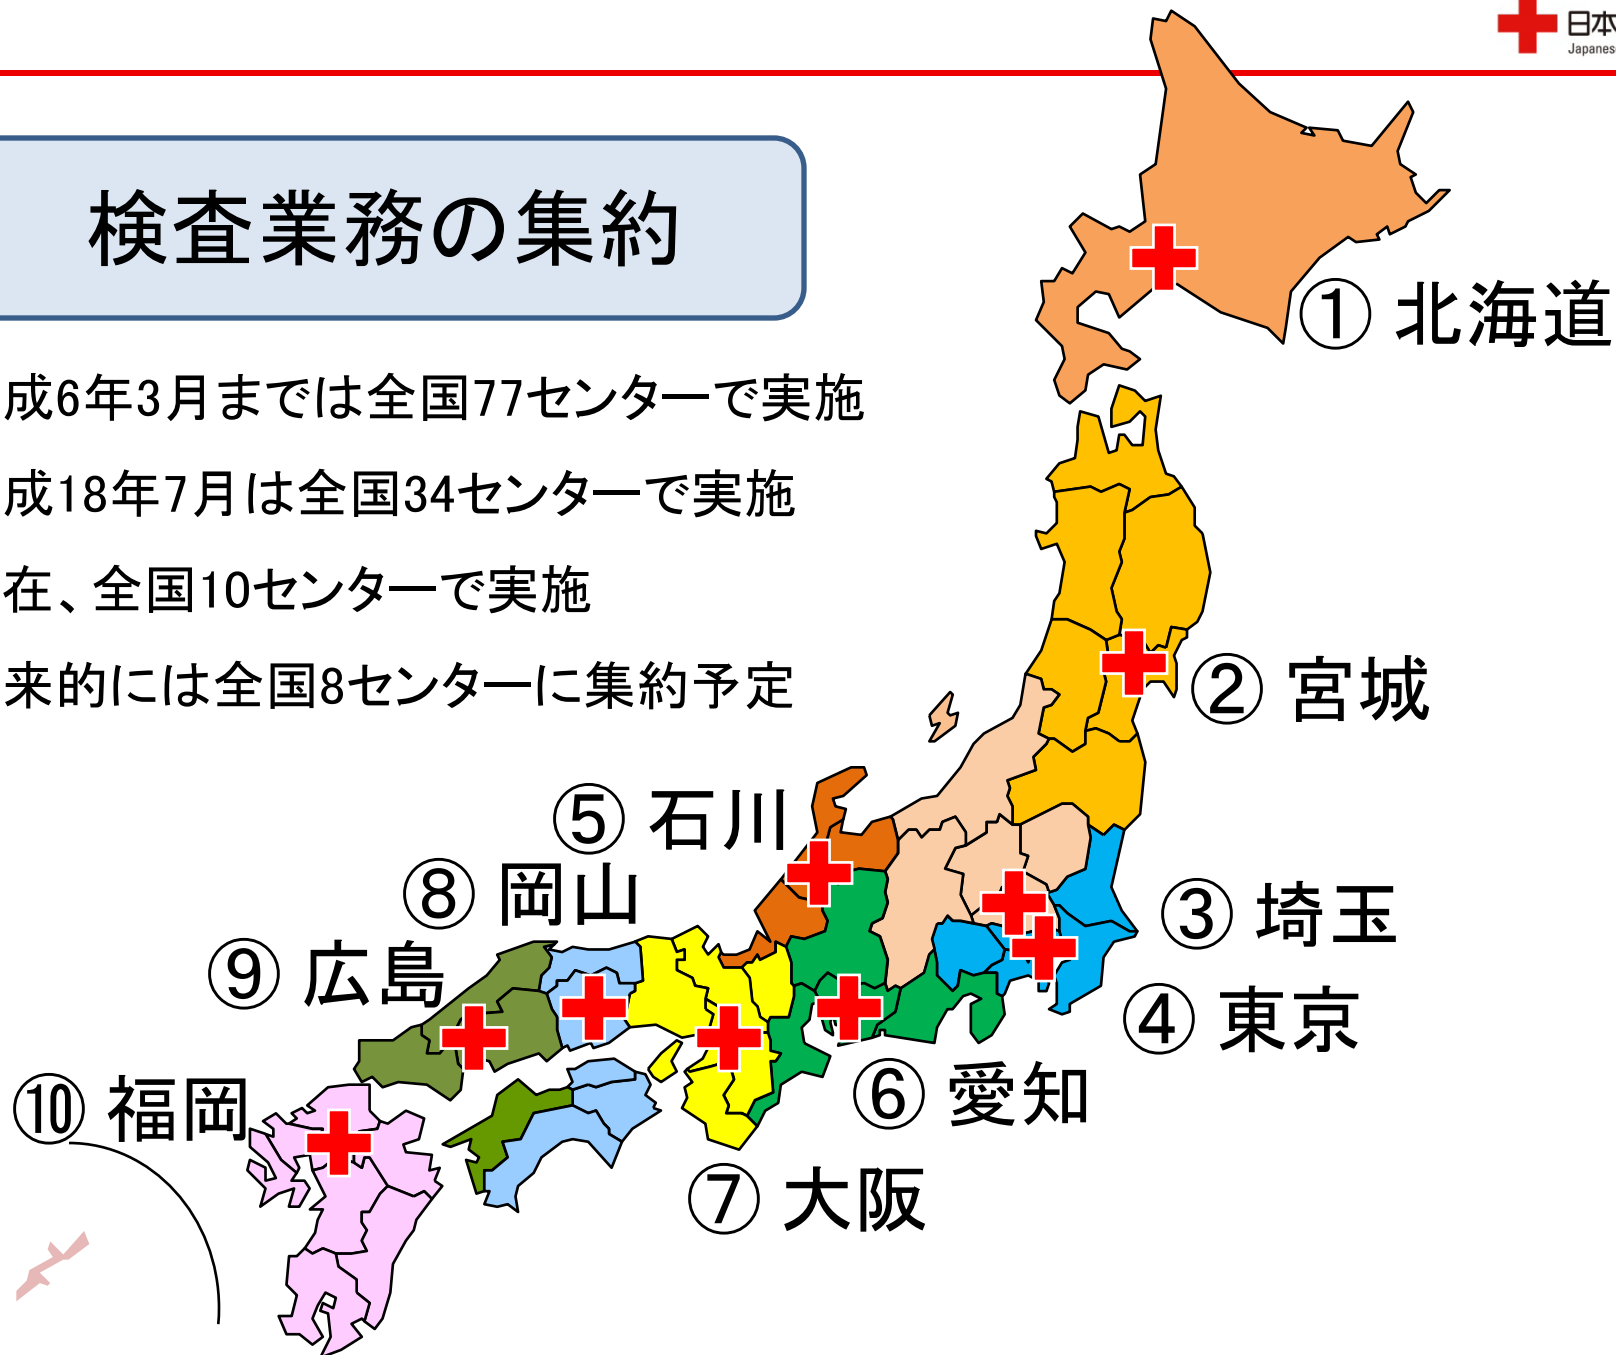 日本
Japanes
検査業務の集約
成6年3月までは全国77センターで実施
成18年7月は全国34センターで実施
在、全国10センターで実施
来的には全国8センターに集約予定
① 北海道
② 宮城
③ 埼玉
④ 東京
⑤ 石川
⑥ 愛知
⑦ 大阪
⑧ 岡山
⑨ 広島
⑩ 福岡